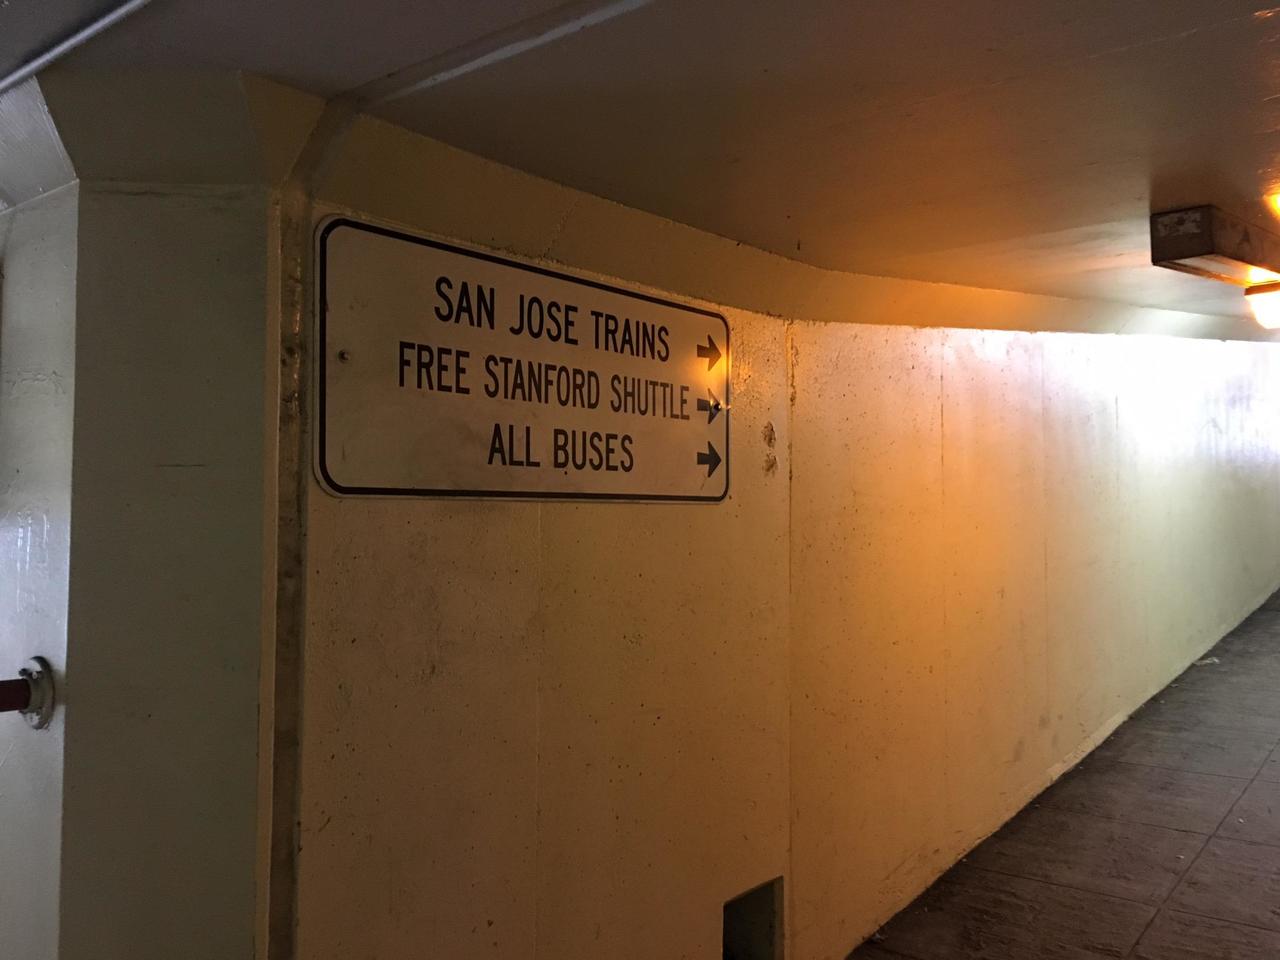 SAN JOSE TRAINS →
FREE STANFORD SHUTTLE →
ALL BUSES →